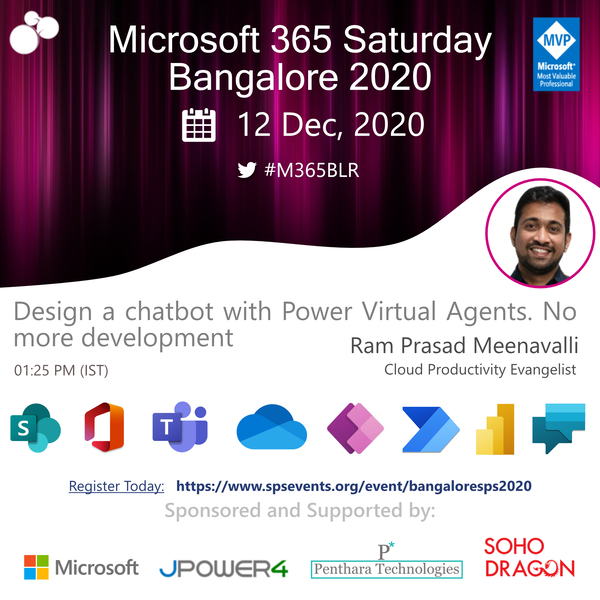 Microsoft 365 Saturday
Bangalore 2020
MVP
Microsoft®
Most Valuable
Professional
12 Dec, 2020
#M365BLR
Design a chatbot with Power Virtual Agents. No
more development
Ram Prasad Meenavalli
01:25 PM (IST)
Cloud Productivity Evangelist
S
T
Register Today: https://www.spsevents.org/event/bangaloresps2020
Sponsored and Supported by:
Microsoft
JPOWER4
P*
Penthara Technologies
SOHO
DRAGON